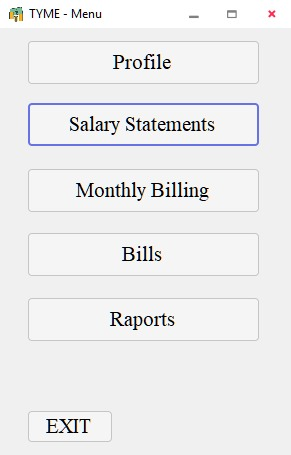 TYME - Menu
Profile
Salary Statements
Monthly Billing
Bills
Raports
EXIT